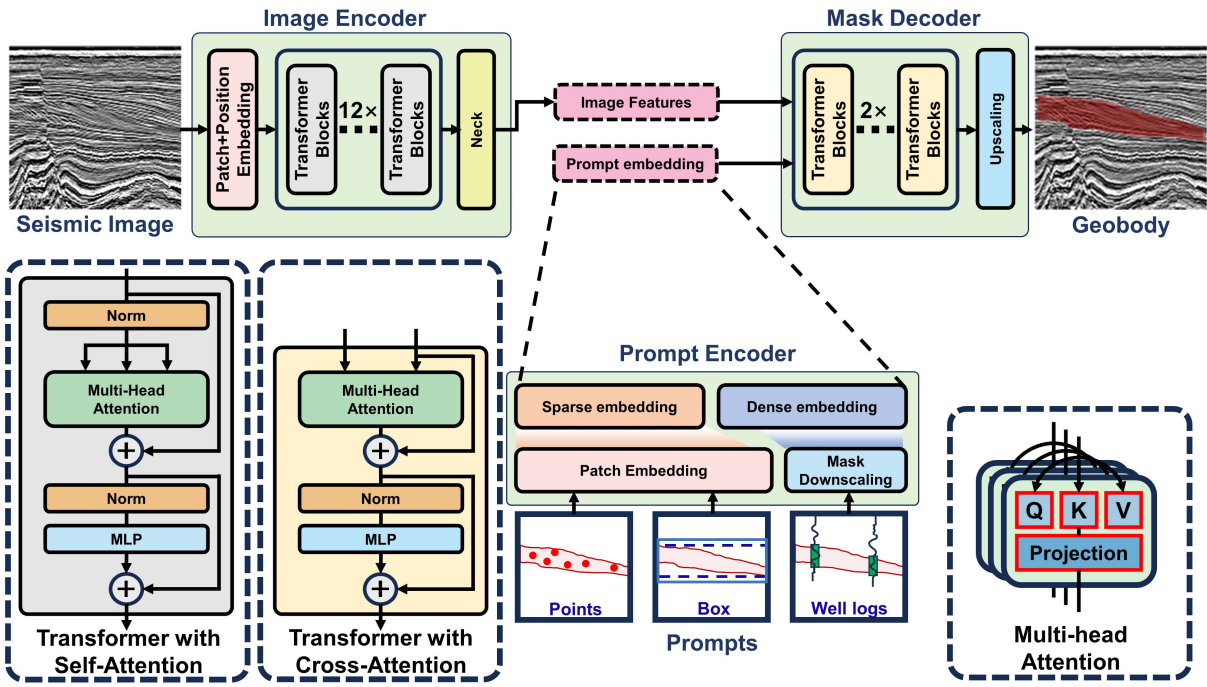 Image Encoder
Mask Decoder
Patch+Position
Embedding
Transformer
Blocks
12×
Transformer
Blocks
Neck
Image Features
Prompt embedding
Transformer
Blocks
2×
Transformer
Blocks
Upscaling
Seismic Image
Geobody
Norm
Multi-Head
Attention
+
Norm
MLP
+
Transformer with
Self-Attention
Multi-Head
Attention
+
Norm
MLP
+
Transformer with
Cross-Attention
Prompt Encoder
Sparse embedding
Dense embedding
Patch Embedding
Mask
Downscaling
Points
Box
Well logs
Prompts
Q
K
V
Projection
Multi-head
Attention